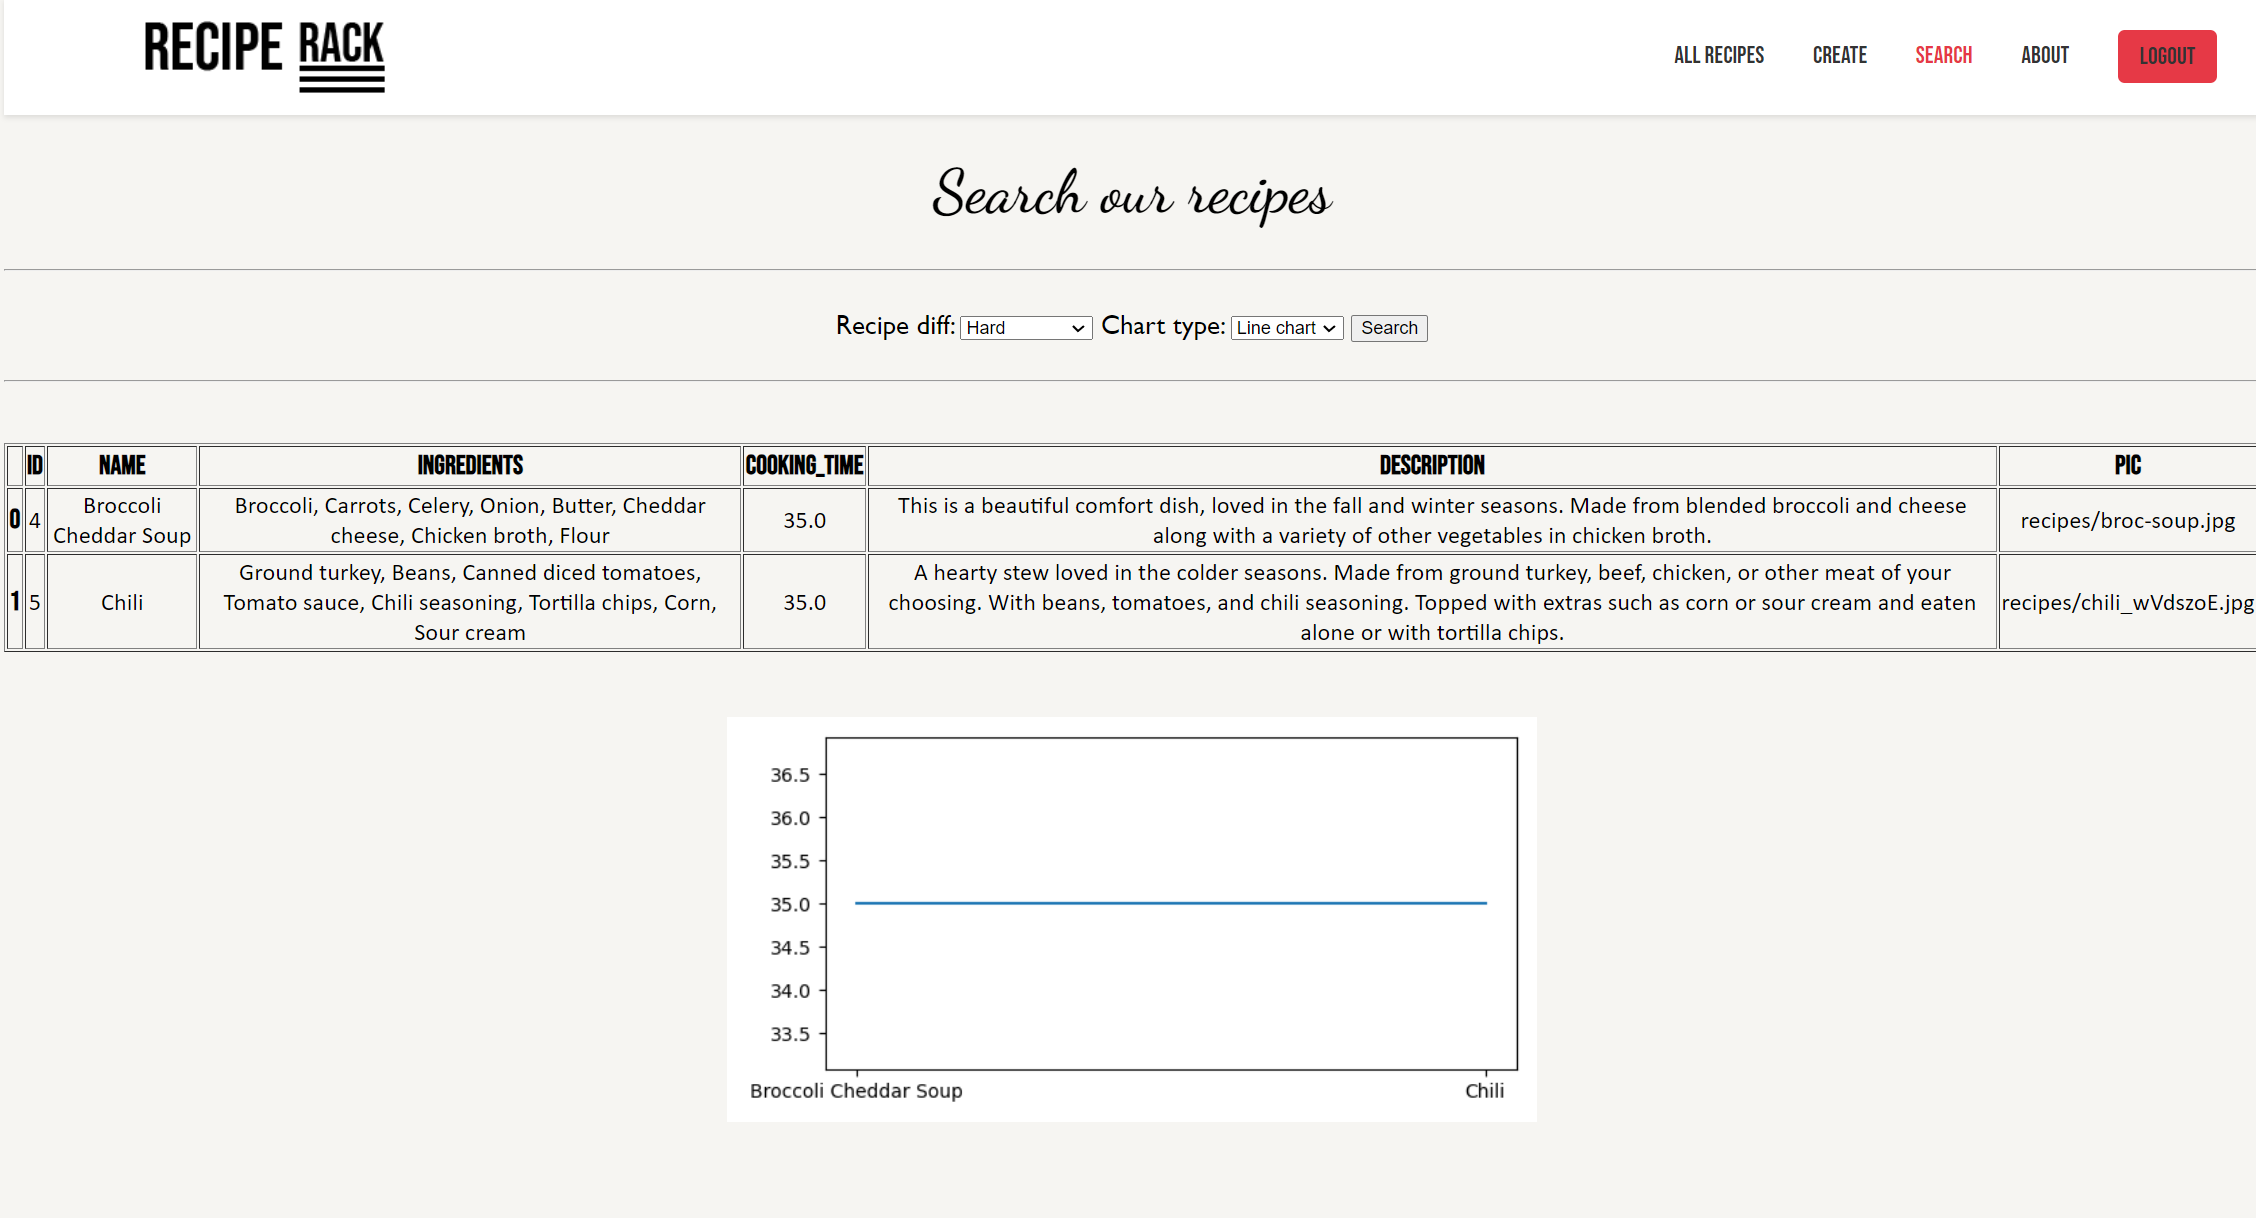 RECIPE RACK
ALL RECIPES CREATE SEARCH ABOUT LOGOUT
Search our recipes
Recipe diff: Hard Chart type: Line chart Search
ID NAME INGREDIENTS COOKING_TIME DESCRIPTION PIC
0 4 Broccoli Cheddar Soup Broccoli, Carrots, Celery, Onion, Butter, Cheddar cheese, Chicken broth, Flour 35.0 This is a beautiful comfort dish, loved in the fall and winter seasons. Made from blended broccoli and cheese along with a variety of other vegetables in chicken broth. recipes/broc-soup.jpg
1 5 Chili Ground turkey, Beans, Canned diced tomatoes, Tomato sauce, Chili seasoning, Tortilla chips, Corn, Sour cream 35.0 A hearty stew loved in the colder seasons. Made from ground turkey, beef, chicken, or other meat of your choosing. With beans, tomatoes, and chili seasoning. Topped with extras such as corn or sour cream and eaten alone or with tortilla chips. recipes/chili_wVdszoE.jpg
36.5
36.0
35.5
35.0
34.5
34.0
33.5
Broccoli Cheddar Soup Chili